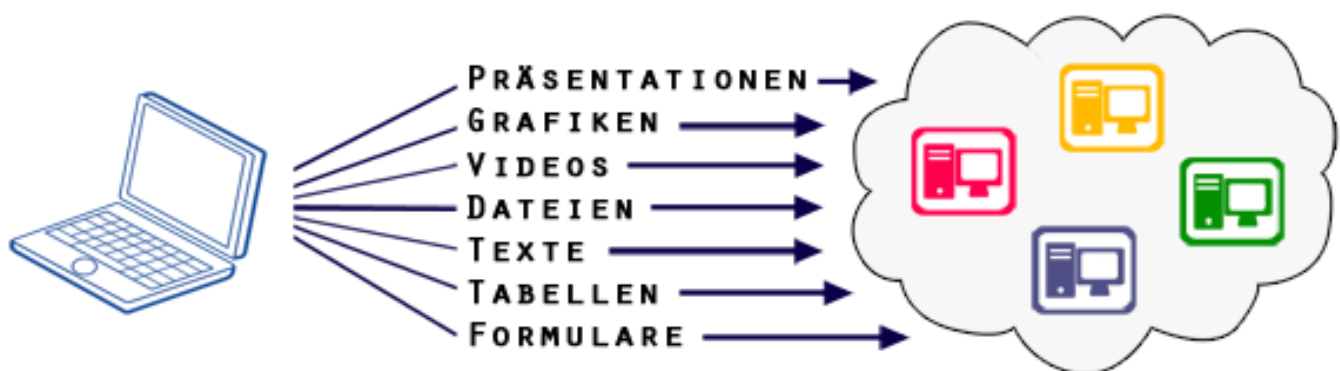 PRÄSENTATIONEN
GRAFIKEN
VIDEOS
DATEIEN
TEXTE
TABELLEN
FORMULARE